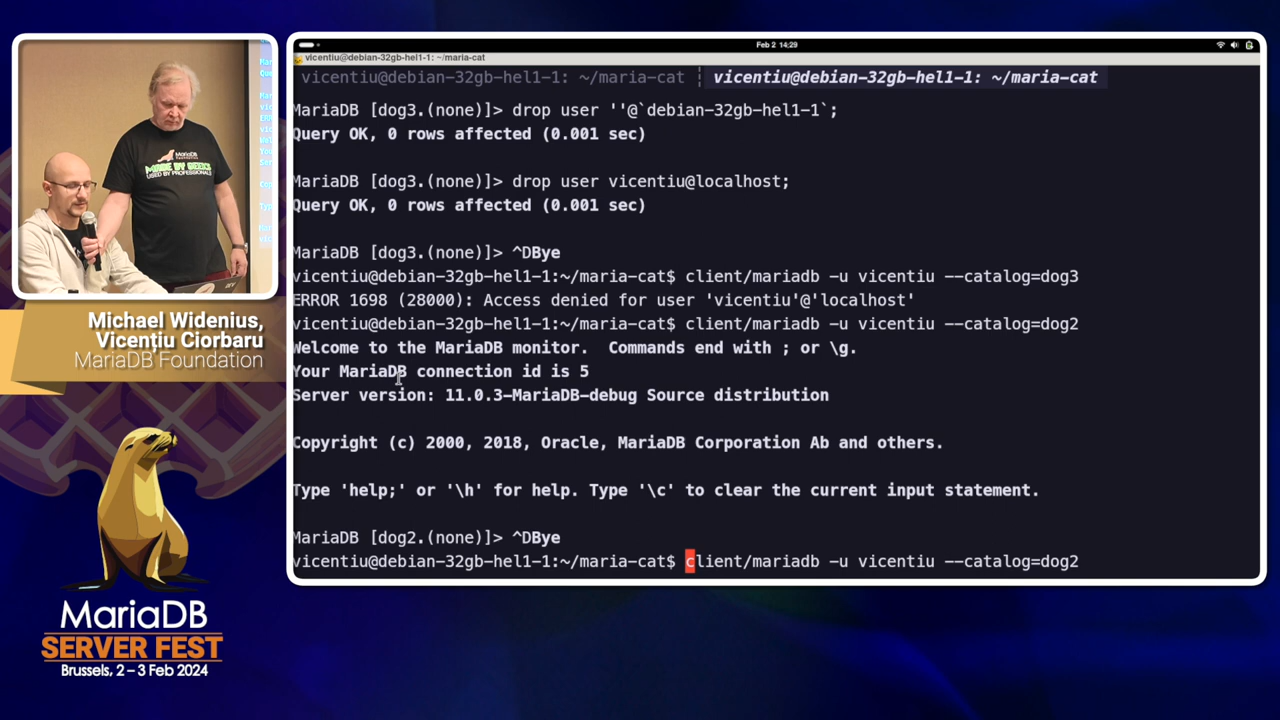 Feb 2 14:29
vicentiu@debian-32gb-hel1-1: ~/maria-cat
vicentiu@debian-32gb-hel1-1: ~/maria-cat ¦ vicentiu@debian-32gb-hel1-1: ~/maria-cat
MariaDB [dog3.(none)]> drop user ''@`debian-32gb-hel1-1`;
Query OK, 0 rows affected (0.001 sec)
MariaDB [dog3.(none)]> drop user vicentiu@localhost;
Query OK, 0 rows affected (0.001 sec)
MariaDB [dog3.(none)]> ^DBye
vicentiu@debian-32gb-hel1-1:~/maria-cat$ client/mariadb -u vicentiu --catalog=dog3
ERROR 1698 (28000): Access denied for user 'vicentiu'@'localhost'
vicentiu@debian-32gb-hel1-1:~/maria-cat$ client/mariadb -u vicentiu --catalog=dog2
Welcome to the MariaDB monitor.  Commands end with ; or \g.
Your MariaDB connection id is 5
Server version: 11.0.3-MariaDB-debug Source distribution
Copyright (c) 2000, 2018, Oracle, MariaDB Corporation Ab and others.
Type 'help;' or '\h' for help. Type '\c' to clear the current input statement.
MariaDB [dog2.(none)]> ^DBye
vicentiu@debian-32gb-hel1-1:~/maria-cat$ client/mariadb -u vicentiu --catalog=dog2
MariaDB
MADE BY GEEKS
USED BY PROFESSIONALS
Michael Widenius,
Vicențiu Ciorbaru
MariaDB Foundation
MariaDB
SERVER FEST
Brussels, 2 – 3 Feb 2024